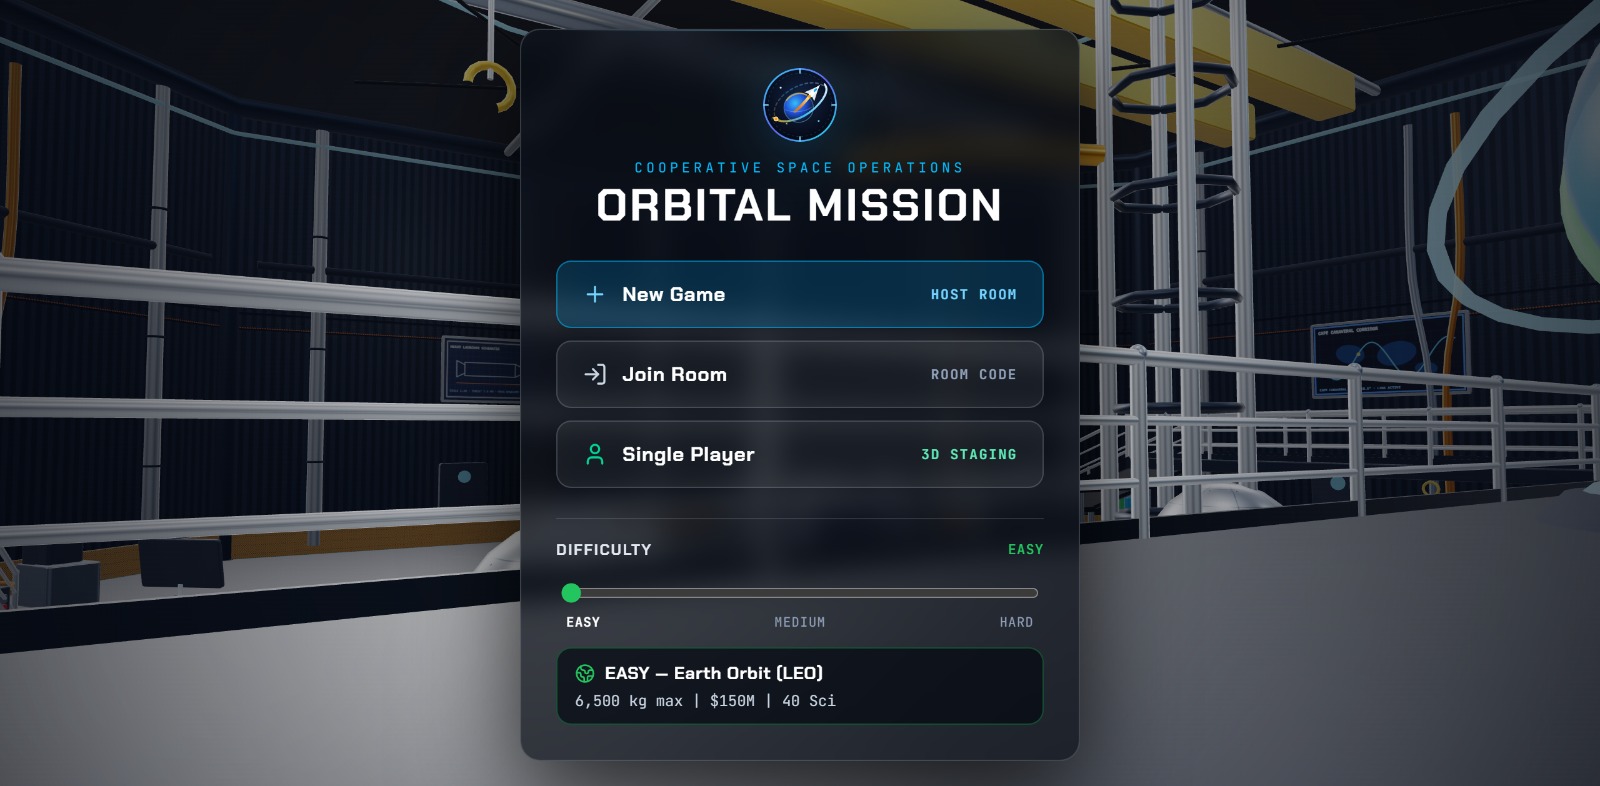 COOPERATIVE SPACE OPERATIONS
ORBITAL MISSION
New Game
HOST ROOM
Join Room
ROOM CODE
Single Player
3D STAGING
DIFFICULTY
EASY
EASY
MEDIUM
HARD
EASY — Earth Orbit (LEO)
6,500 kg max | $150M | 40 Sci